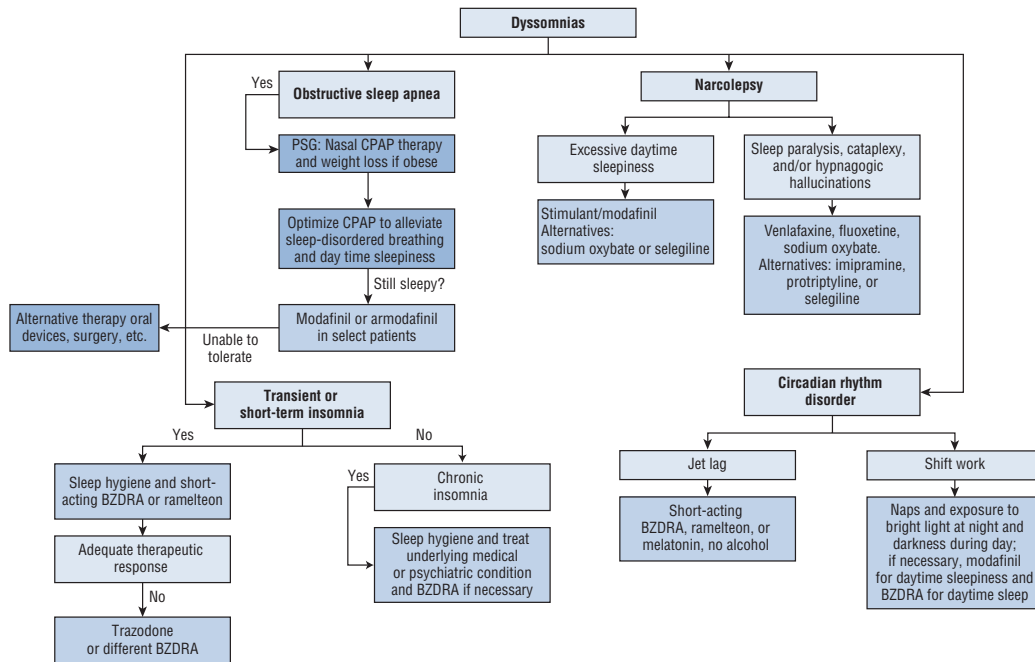 Dyssomnias
Yes
Obstructive sleep apnea
PSG: Nasal CPAP therapy
and weight loss if obese
Optimize CPAP to alleviate
sleep-disordered breathing
and day time sleepiness
Still sleepy?
Modafinil or armodafinil
in select patients
Unable to
tolerate
Alternative therapy oral
devices, surgery, etc.
Narcolepsy
Excessive daytime
sleepiness
Stimulant/modafinil
Alternatives:
sodium oxybate or selegiline
Sleep paralysis, cataplexy,
and/or hypnagogic
hallucinations
Venlafaxine, fluoxetine,
sodium oxybate.
Alternatives: imipramine,
protriptyline, or
selegiline
Transient or
short-term insomnia
Yes
Sleep hygiene and short-
acting BZDRA or ramelteon
Adequate therapeutic
response
No
Trazodone
or different BZDRA
No
Yes
Chronic
insomnia
Sleep hygiene and treat
underlying medical
or psychiatric condition
and BZDRA if necessary
Circadian rhythm
disorder
Jet lag
Short-acting
BZDRA, ramelteon, or
melatonin, no alcohol
Shift work
Naps and exposure to
bright light at night and
darkness during day;
if necessary, modafinil
for daytime sleepiness and
BZDRA for daytime sleep